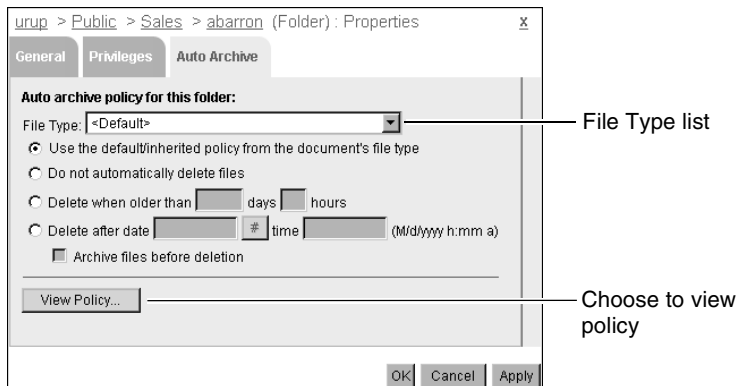 urup > Public > Sales > abarron (Folder) : Properties x
General Privileges Auto Archive
Auto archive policy for this folder:
File Type: <Default>
File Type list
Use the default/inherited policy from the document's file type
Do not automatically delete files
Delete when older than days hours
Delete after date # time (M/d/yyyy h:mm a)
Archive files before deletion
View Policy...
Choose to view
policy
OK Cancel Apply